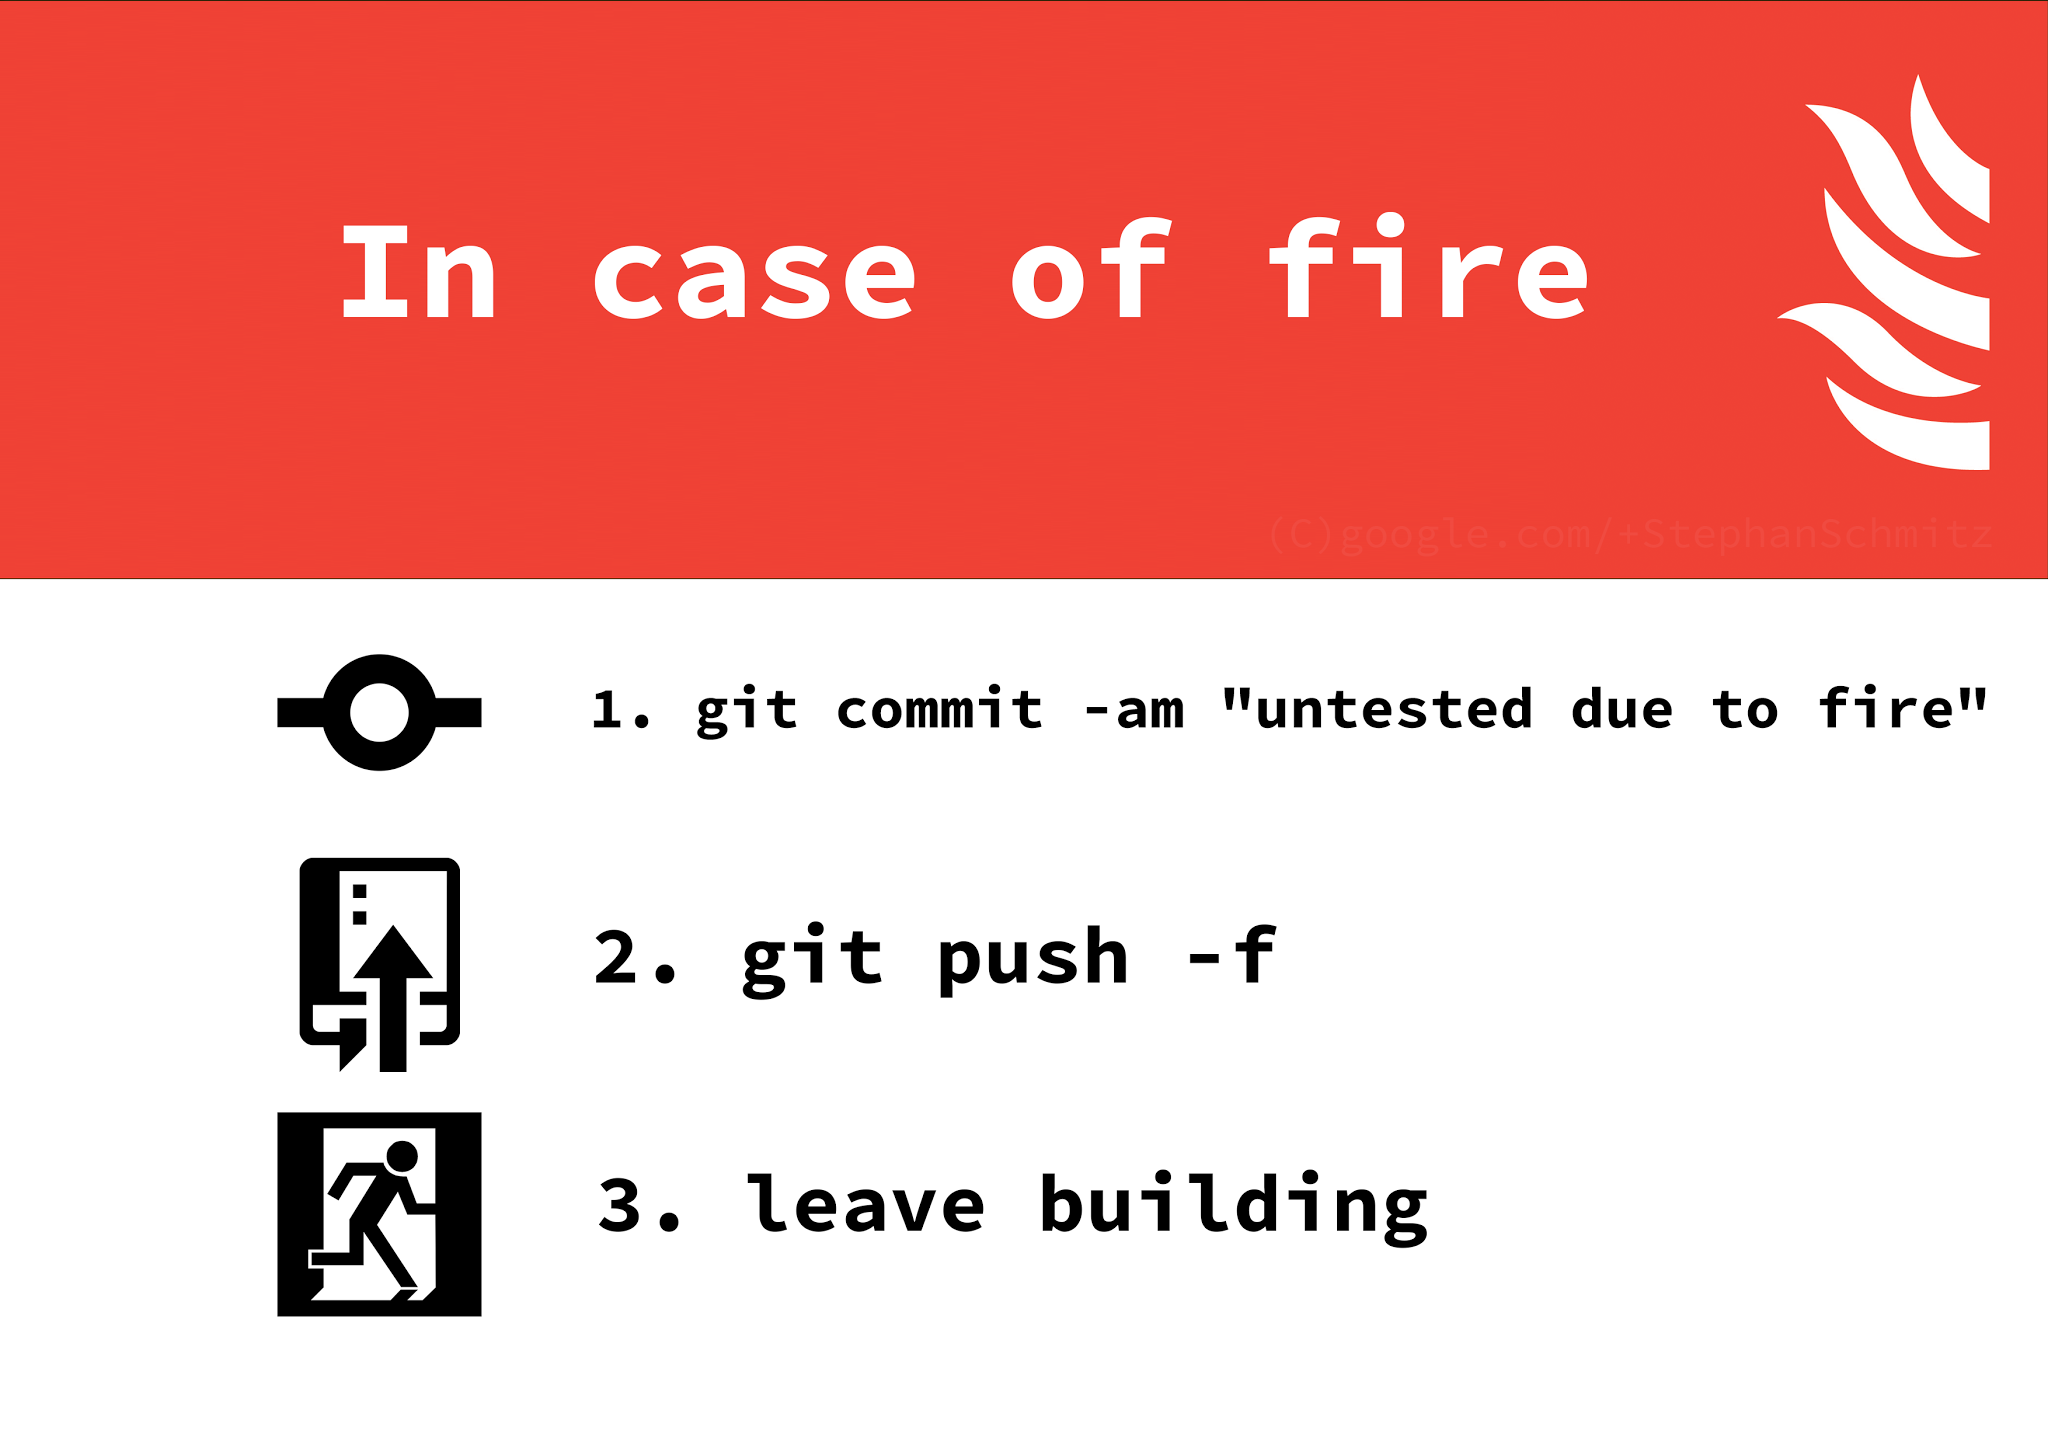 In case of fire
(C)google.com/+StephanSchmitz
1. git commit -am "untested due to fire"
2. git push -f
3. leave building